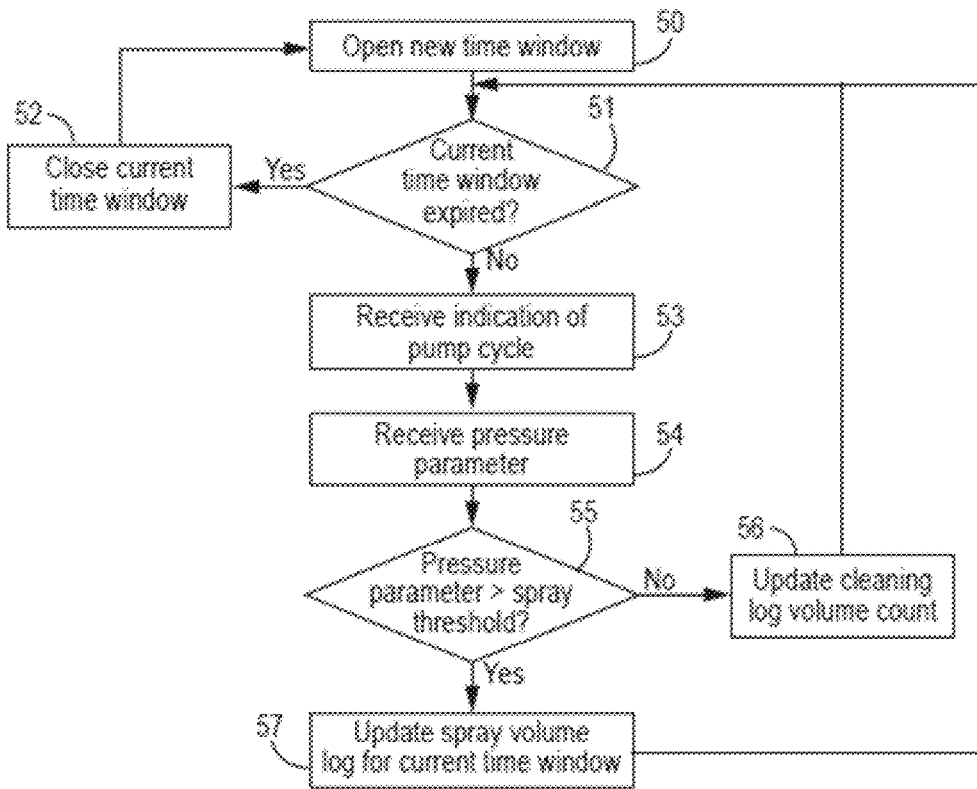 50
Open new time window
51
52
Current
time window
expired?
Yes
Close current
time window
No
Receive indication of
pump cycle
53
Receive pressure
parameter
54
55
Pressure
parameter > spray
threshold?
No
56
Update cleaning
log volume count
Yes
57
Update spray volume
log for current time window